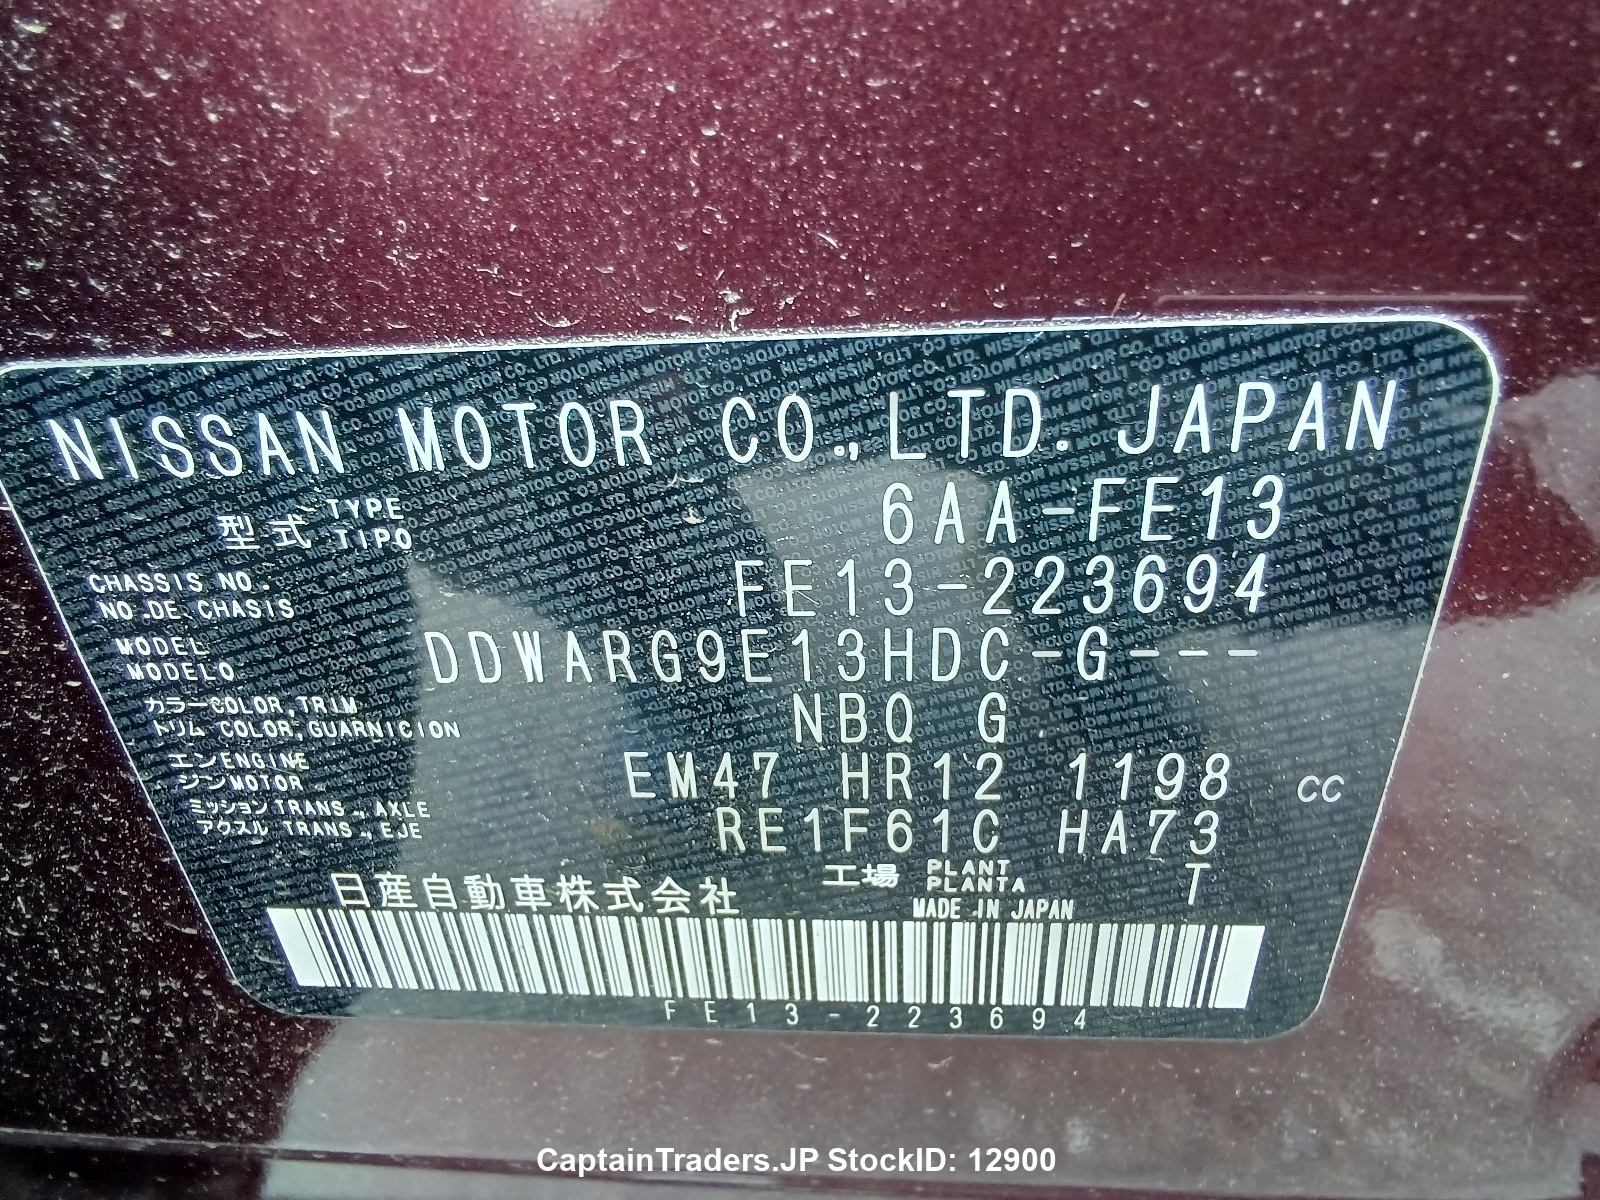 NISSAN MOTOR CO.,LTD. JAPAN
型式 TYPE TIPO 6AA-FE13
CHASSIS NO. FE13-223694
NO.DE CHASIS
MODEL DDWARG9E13HDC-G---
MODELO
カラー COLOR,TRIM NBQ G
トリム COLOR,GUARNICION
エン ENGINE EM47 HR12 1198 CC
ジン MOTOR
ミッション TRANS., AXLE RE1F61C HA73
アクスル TRANS., EJE
日産自動車株式会社 工場 PLANT PLANTA T
MADE IN JAPAN
FE13-223694
CaptainTraders.JP StockID: 12900